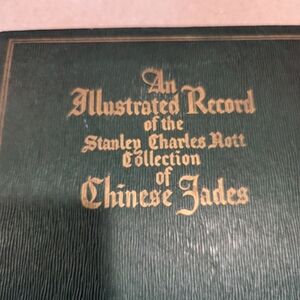 An
Illustrated Record
of the
Stanley Charles Nott
Collection
of
Chinese Jades